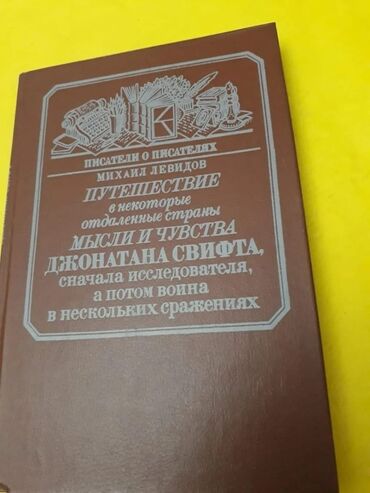 ПИСАТЕЛИ О ПИСАТЕЛЯХ
МИХАИЛ ЛЕВИДОВ
ПУТЕШЕСТВИЕ
в некоторые
отдаленные страны
МЫСЛИ И ЧУВСТВА
ДЖОНАТАНА СВИФТА,
сначала исследователя,
а потом воина
в нескольких сражениях